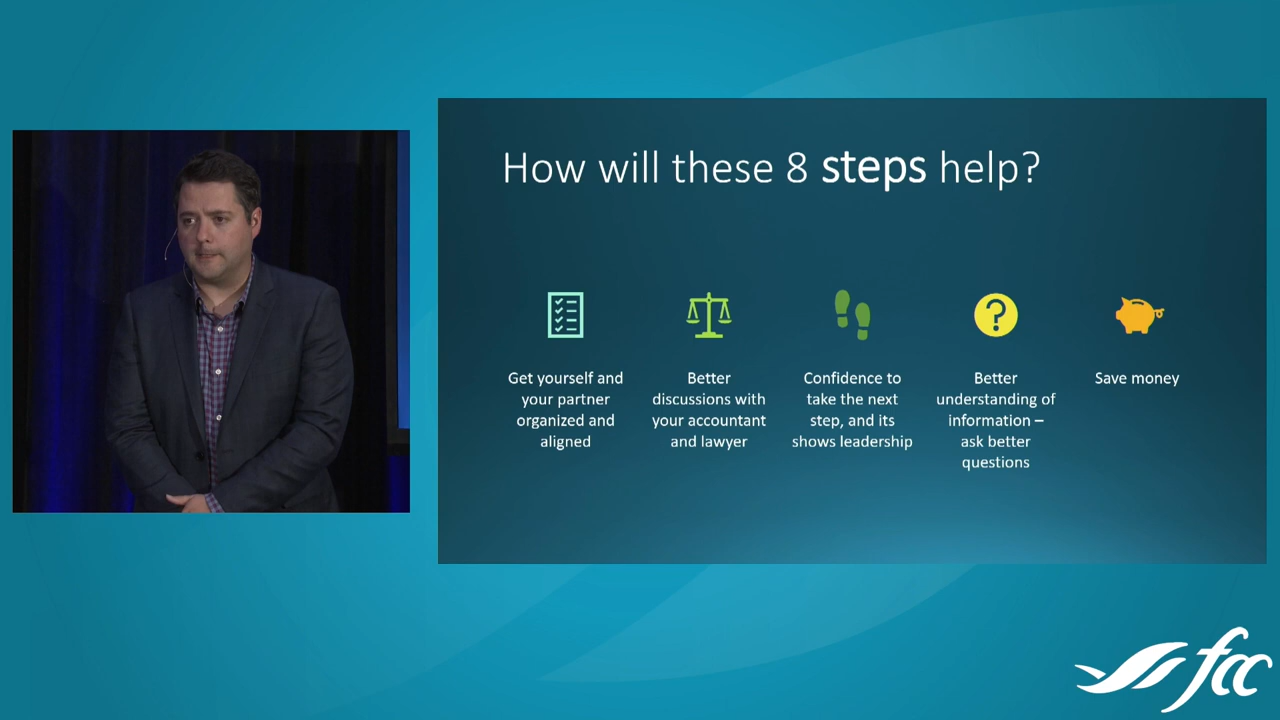 How will these 8 steps help?
Get yourself and
your partner
organized and
aligned
Better
discussions with
your accountant
and lawyer
Confidence to
take the next
step, and its
shows leadership
Better
understanding of
information –
ask better
questions
Save money
fcc